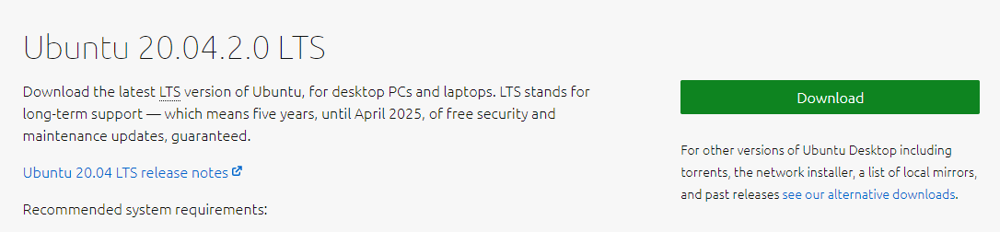 Ubuntu 20.04.2.0 LTS
Download the latest LTS version of Ubuntu, for desktop PCs and laptops. LTS stands for
long-term support — which means five years, until April 2025, of free security and
maintenance updates, guaranteed.
Ubuntu 20.04 LTS release notes
Recommended system requirements:
Download
For other versions of Ubuntu Desktop including
torrents, the network installer, a list of local mirrors,
and past releases see our alternative downloads.